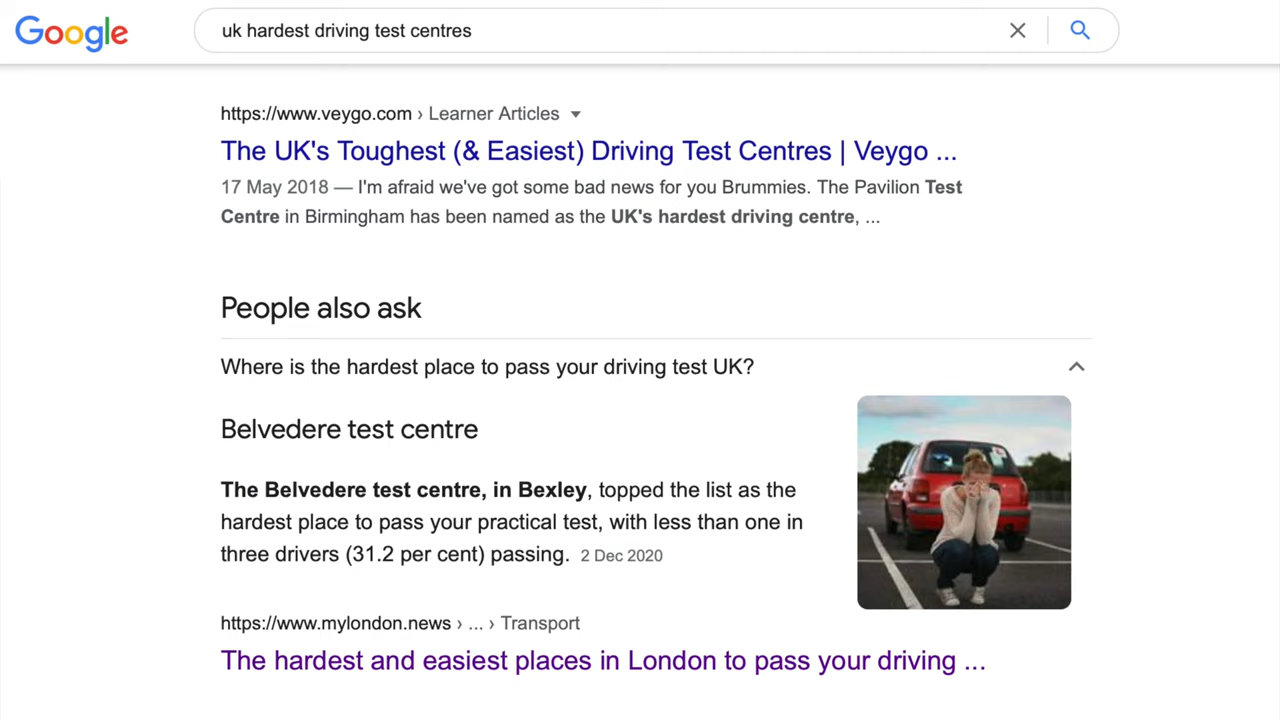 Google
uk hardest driving test centres
https://www.veygo.com › Learner Articles
The UK's Toughest (& Easiest) Driving Test Centres | Veygo ...
17 May 2018 — I'm afraid we've got some bad news for you Brummies. The Pavilion Test
Centre in Birmingham has been named as the UK's hardest driving centre, ...
People also ask
Where is the hardest place to pass your driving test UK?
Belvedere test centre
The Belvedere test centre, in Bexley, topped the list as the
hardest place to pass your practical test, with less than one in
three drivers (31.2 per cent) passing. 2 Dec 2020
https://www.mylondon.news › ... › Transport
The hardest and easiest places in London to pass your driving ...